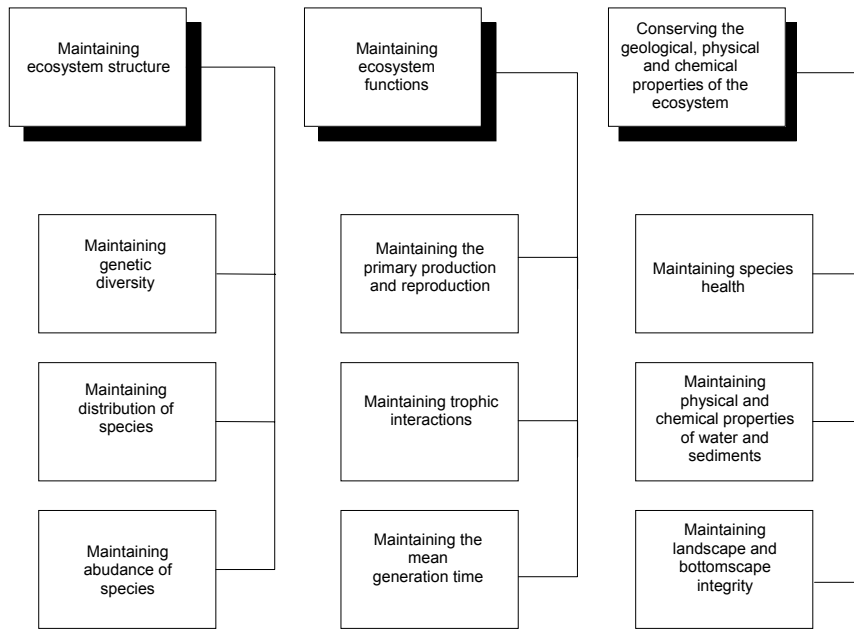 Maintaining
ecosystem structure
Maintaining
genetic
diversity
Maintaining
distribution of
species
Maintaining
abudance of
species
Maintaining
ecosystem
functions
Maintaining the
primary production
and reproduction
Maintaining trophic
interactions
Maintaining the
mean
generation time
Conserving the
geological, physical
and chemical
properties of the
ecosystem
Maintaining species
health
Maintaining
physical and
chemical properties
of water and
sediments
Maintaining
landscape and
bottomscape
integrity